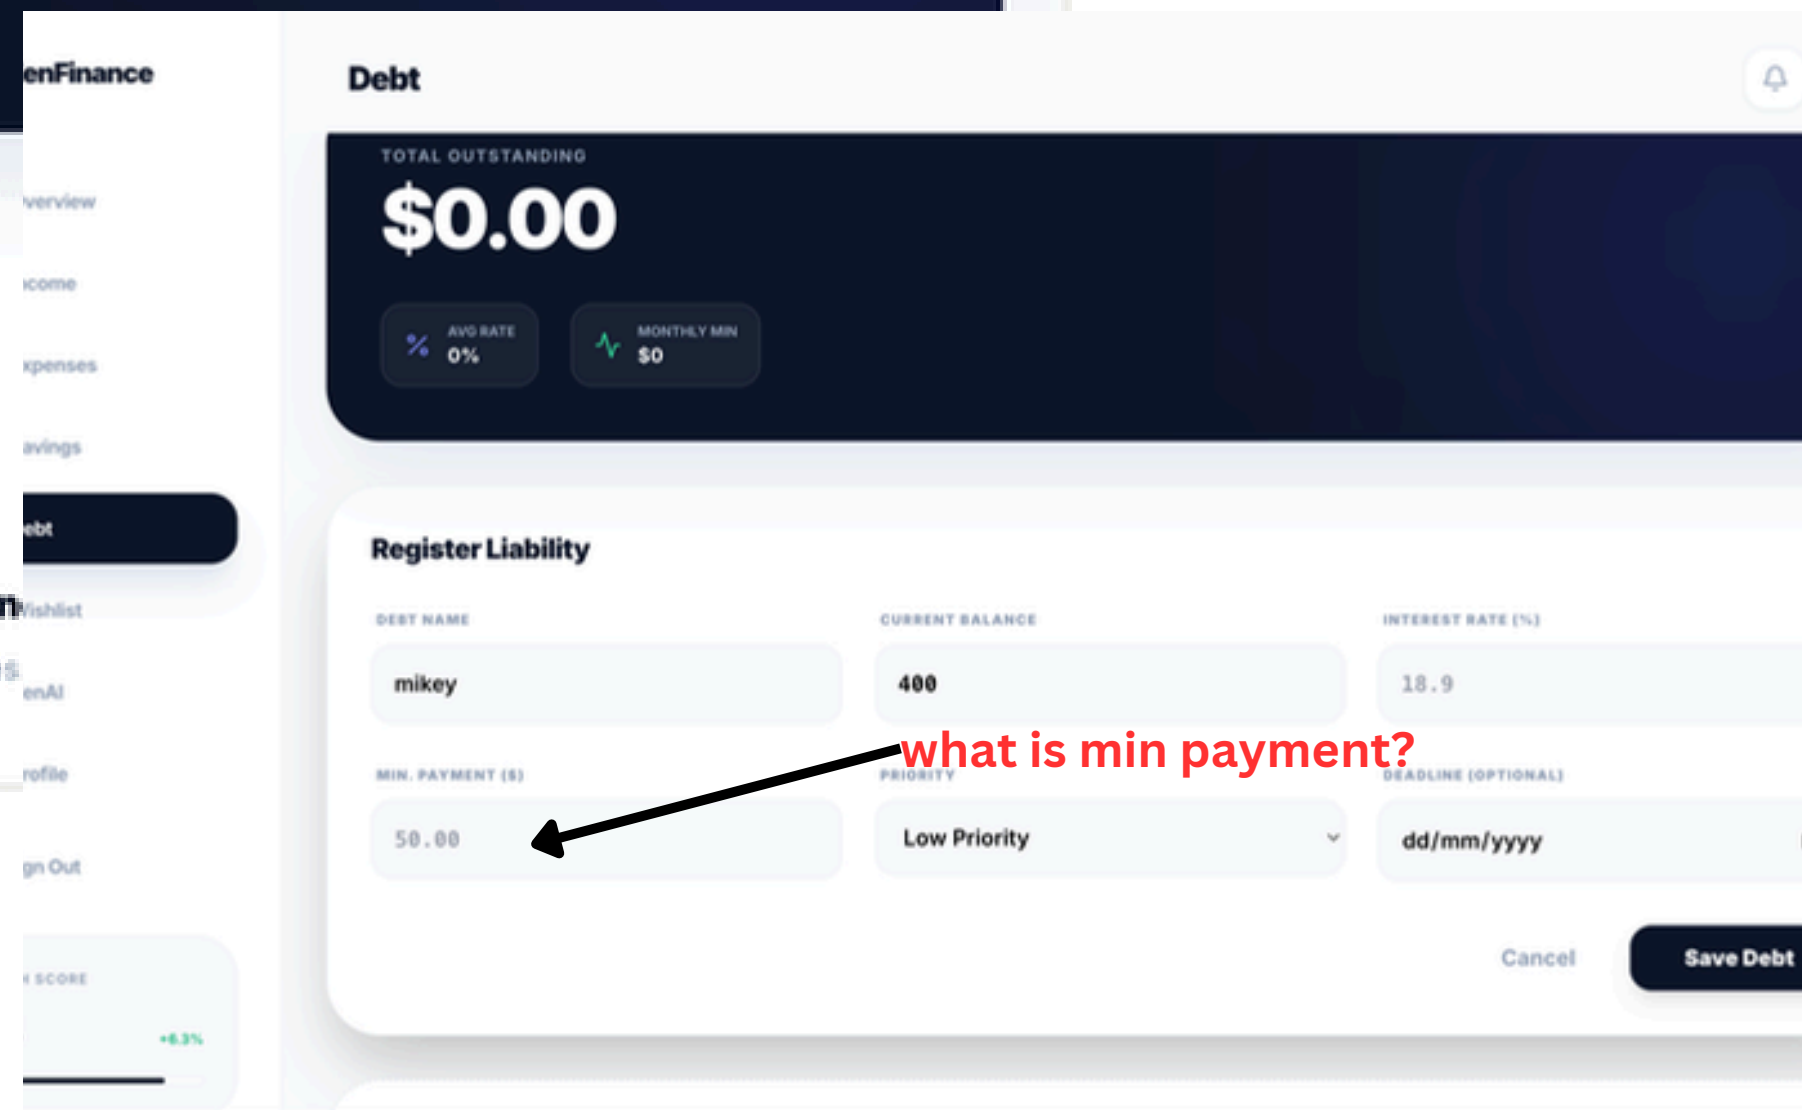 enFinance
Debt
TOTAL OUTSTANDING
$0.00
verview
come
AVG RATE
0%
MONTHLY MIN
$0
xpenses
avings
ebt
Register Liability
ishlist
DEBT NAME
CURRENT BALANCE
INTEREST RATE (%)
mikey
400
18.9
enAI
what is min payment?
MIN. PAYMENT ($)
PRIORITY
DEADLINE (OPTIONAL)
rofile
50.00
Low Priority
dd/mm/yyyy
gn Out
Cancel
Save Debt
SCORE
+6.3%